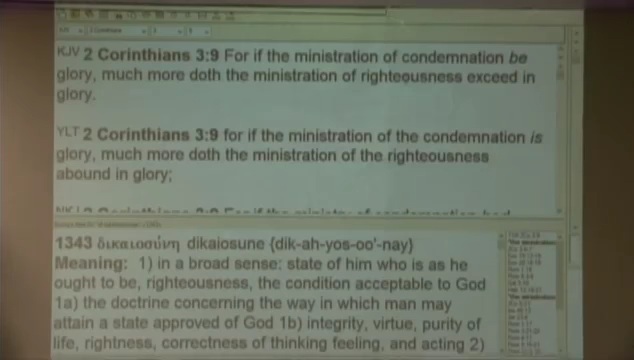 KJV 2 Corinthians 3:9 For if the ministration of condemnation be
glory, much more doth the ministration of righteousness exceed in
glory.
YLT 2 Corinthians 3:9 for if the ministration of the condemnation is
glory, much more doth the ministration of the righteousness
abound in glory;
1343 δικαιοσύνη dikaiosune {dik-ah-yos-oo'-nay}
Meaning: 1) in a broad sense: state of him who is as he
ought to be, righteousness, the condition acceptable to God
1a) the doctrine concerning the way in which man may
attain a state approved of God 1b) integrity, virtue, purity of
life, rightness, correctness of thinking feeling, and acting 2)